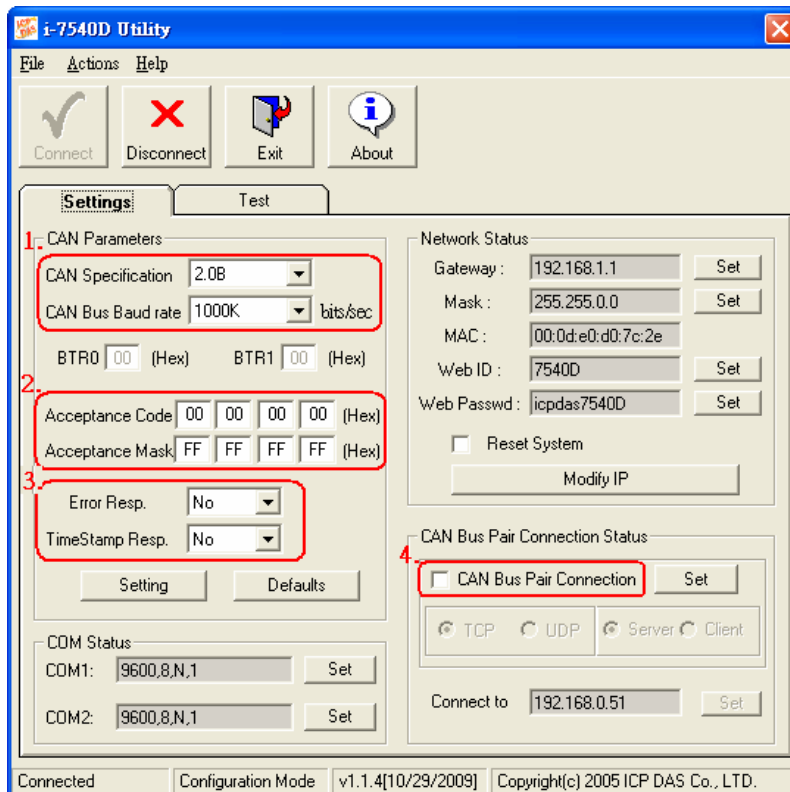 ICP DAS i-7540D Utility
File Actions Help
Connect Disconnect Exit About
Settings Test
1.
CAN Parameters
CAN Specification 2.0B
CAN Bus Baud rate 1000K bits/sec
BTR0 00 (Hex) BTR1 00 (Hex)
2.
Acceptance Code 00 00 00 00 (Hex)
Acceptance Mask FF FF FF FF (Hex)
3.
Error Resp. No
TimeStamp Resp. No
Setting Defaults
COM Status
COM1: 9600,8,N,1 Set
COM2: 9600,8,N,1 Set
Network Status
Gateway : 192.168.1.1 Set
Mask : 255.255.0.0 Set
MAC : 00:0d:e0:d0:7c:2e
Web ID : 7540D Set
Web Passwd : icpdas7540D Set
Reset System
Modify IP
CAN Bus Pair Connection Status
4.
CAN Bus Pair Connection Set
TCP UDP Server Client
Connect to 192.168.0.51 Set
Connected Configuration Mode v1.1.4[10/29/2009] Copyright(c) 2005 ICP DAS Co., LTD.